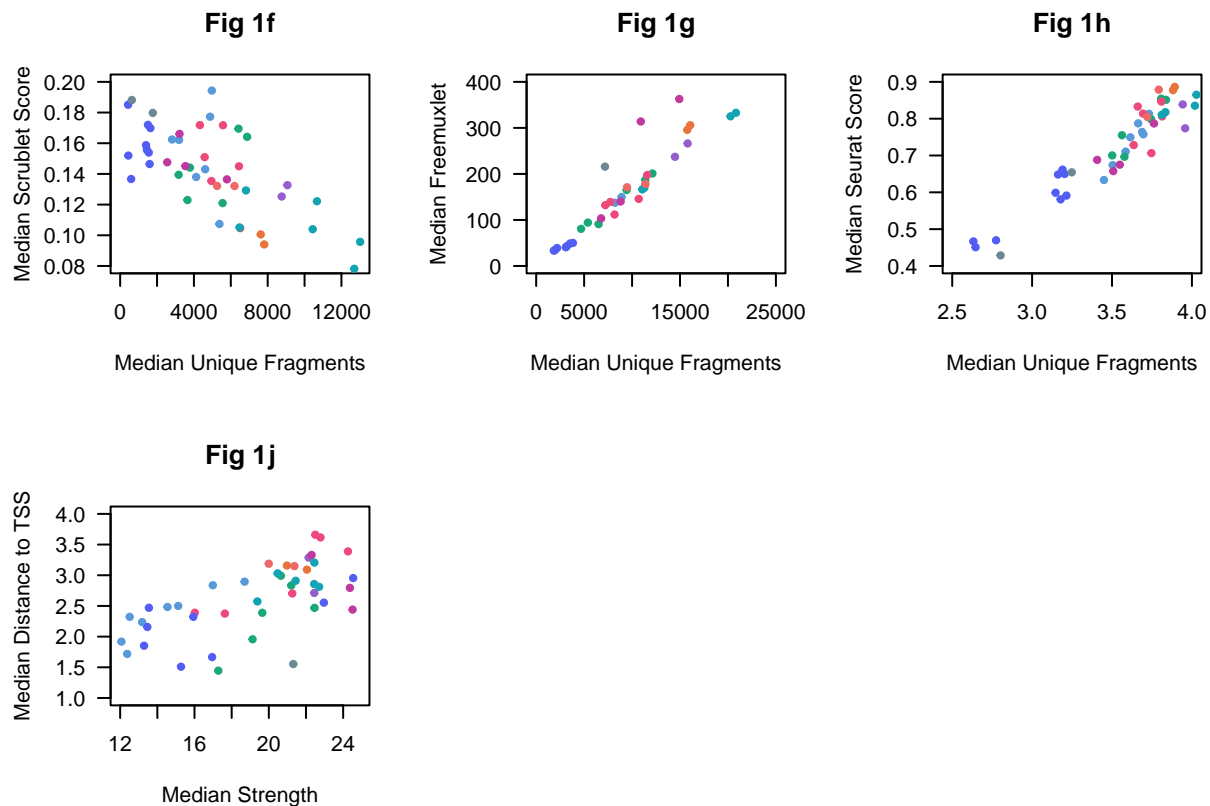 Fig 1f
Median Scrublet Score
0.20
0.18
0.16
0.14
0.12
0.10
0.08
0 4000 8000 12000
Median Unique Fragments
Fig 1g
Median Freemuxlet
400
300
200
100
0
0 5000 15000 25000
Median Unique Fragments
Fig 1h
Median Seurat Score
0.9
0.8
0.7
0.6
0.5
0.4
2.5 3.0 3.5 4.0
Median Unique Fragments
Fig 1j
Median Distance to TSS
4.0
3.5
3.0
2.5
2.0
1.5
1.0
12 16 20 24
Median Strength